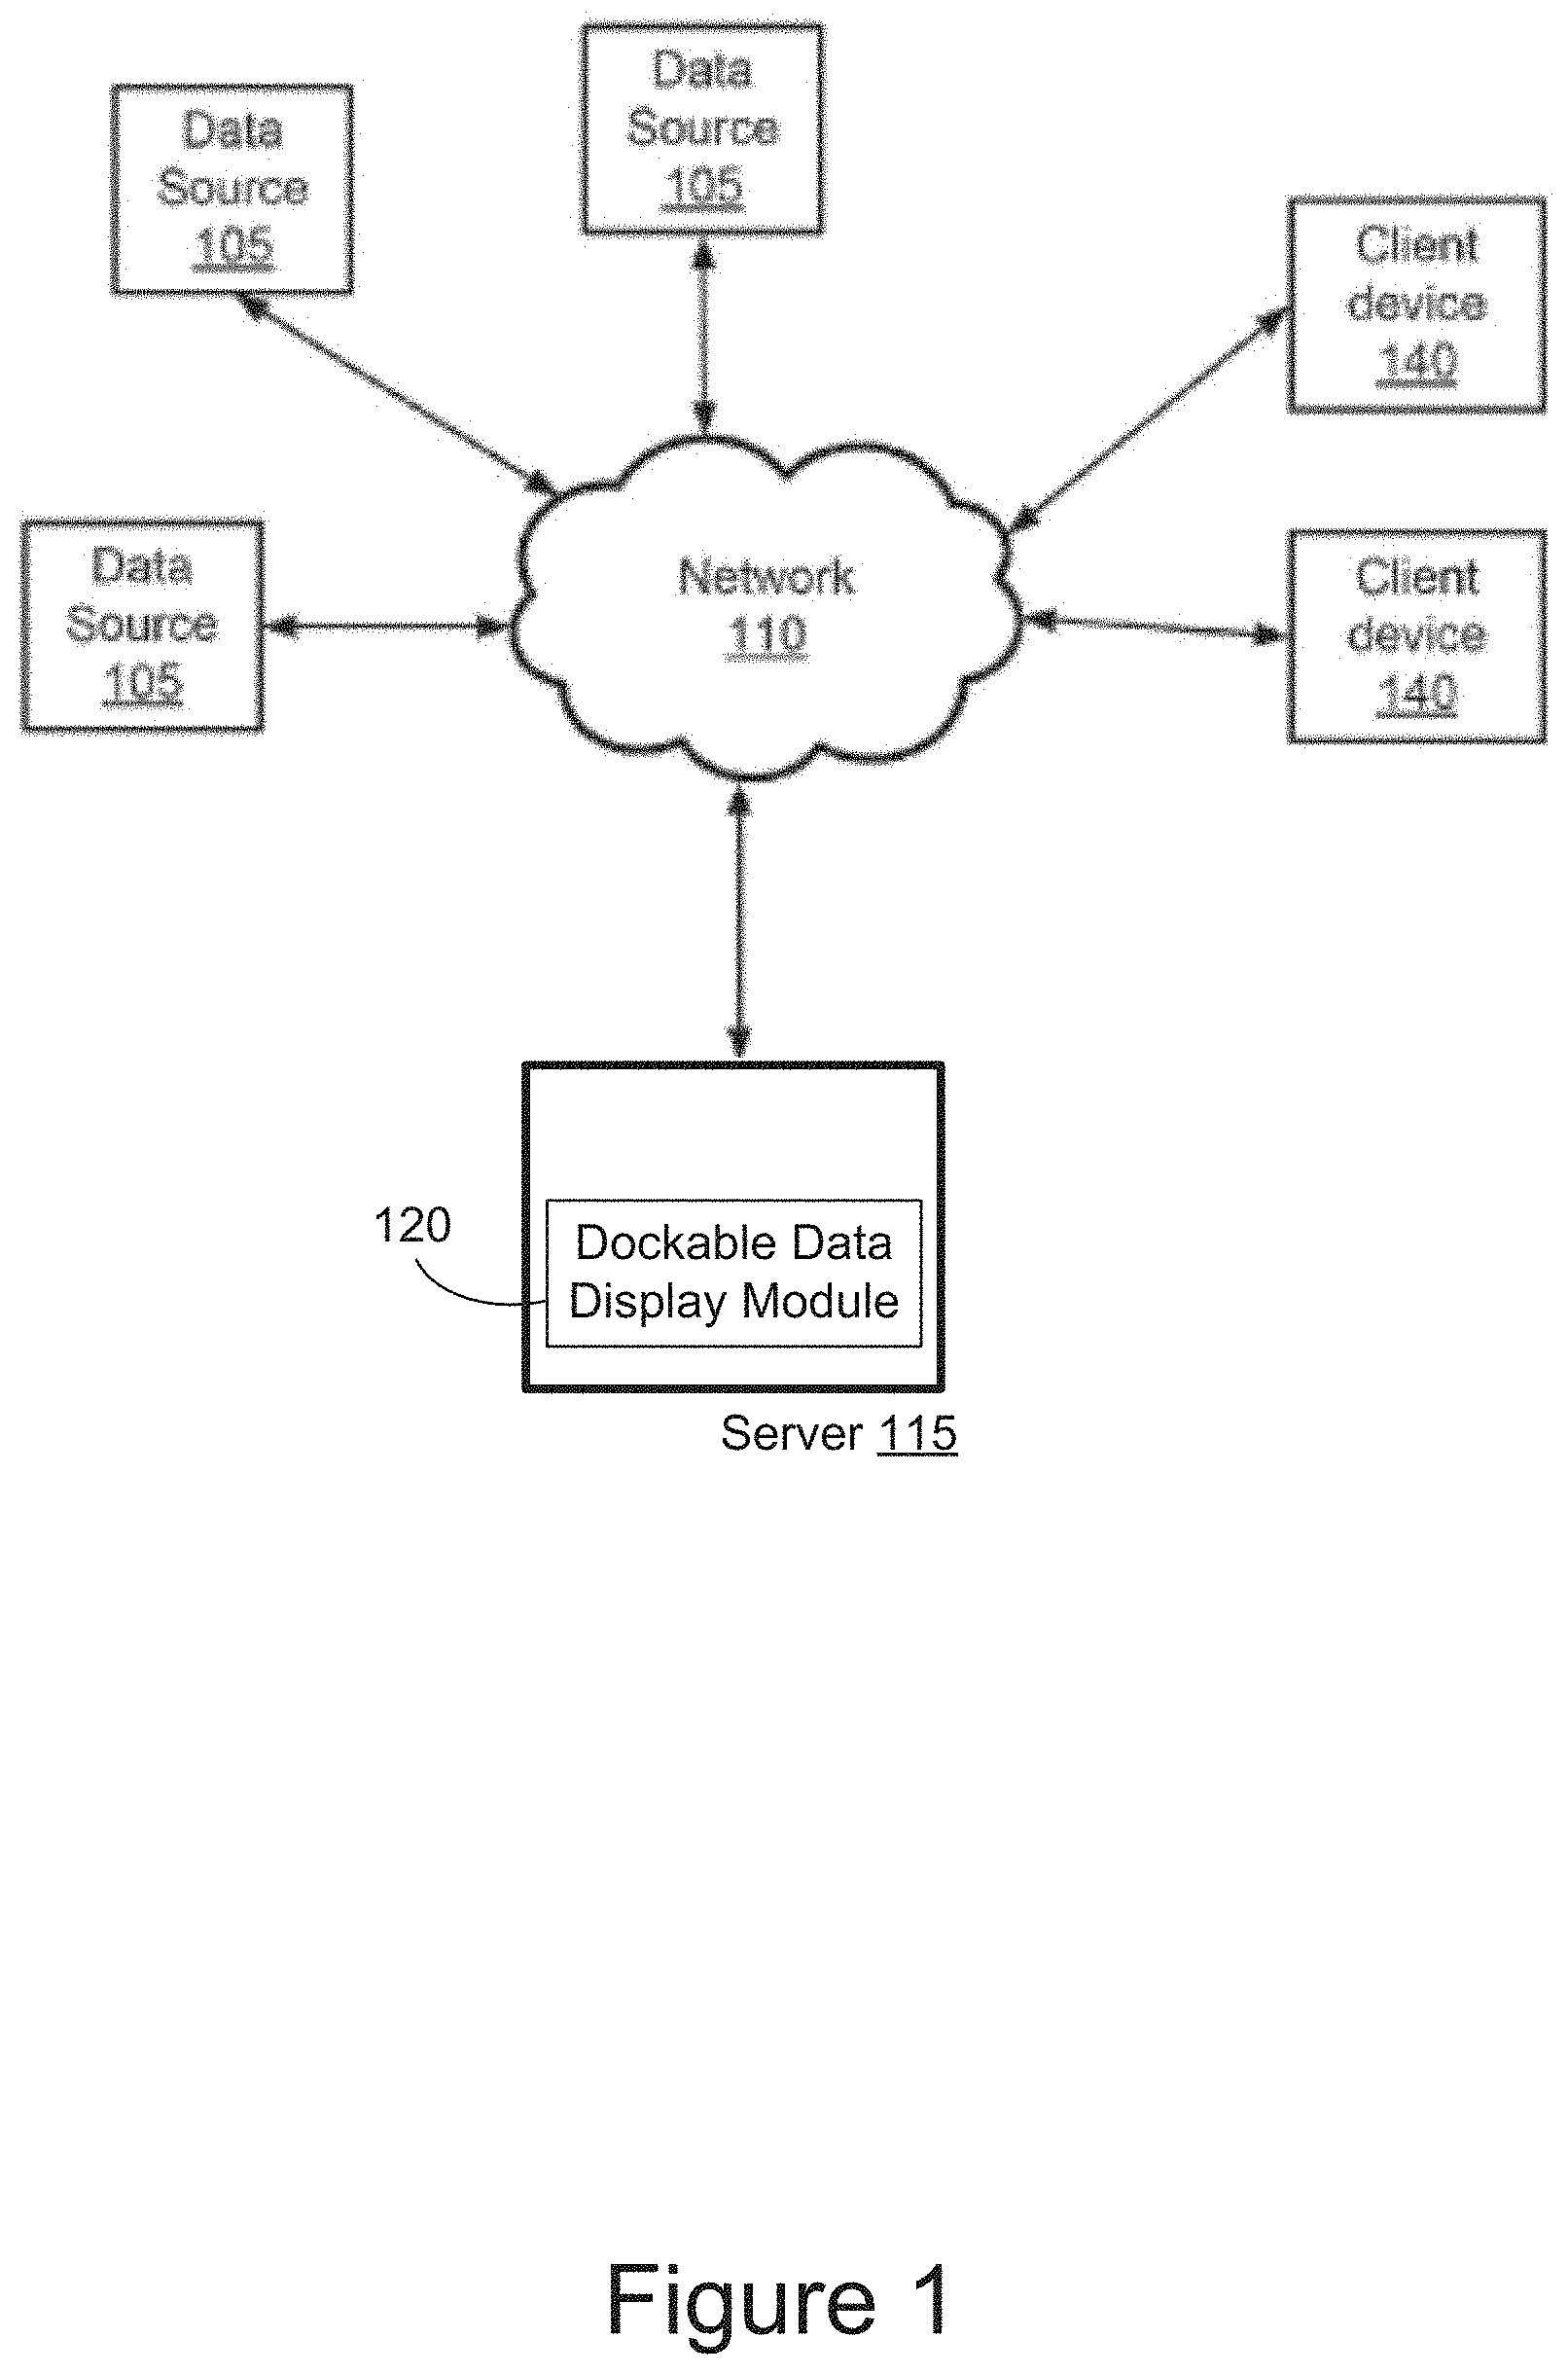 Data
Source
105
Data
Source
105
Client
device
140
Data
Source
105
Network
110
Client
device
140
120
Dockable Data
Display Module
Server 115
Figure 1